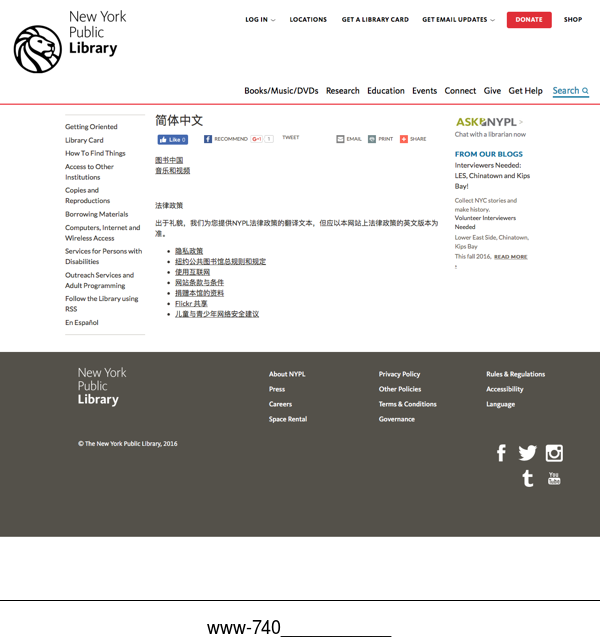 New York
Public
Library
LOG IN
LOCATIONS
GET A LIBRARY CARD
GET EMAIL UPDATES
DONATE
SHOP
Books/Music/DVDs
Research
Education
Events
Connect
Give
Get Help
Search
Getting Oriented
Library Card
How To Find Things
Access to Other
Institutions
Copies and
Reproductions
Borrowing Materials
Computers, Internet and
Wireless Access
Services for Persons with
Disabilities
Outreach Services and
Adult Programming
Follow the Library using
RSS
En Español
简体中文
Like 0
RECOMMEND
G+1
1
TWEET
EMAIL
PRINT
SHARE
图书中国
音乐和视频
法律政策
出于礼貌，我们为您提供NYPL法律政策的翻译文本，但应以本网站上法律政策的英文版本为
准。
• 隐私政策
• 纽约公共图书馆总规则和规定
• 使用互联网
• 网站条款与条件
• 捐赠本馆的资料
• Flickr 共享
• 儿童与青少年网络安全建议
ASK NYPL >
Chat with a librarian now
FROM OUR BLOGS
Interviewers Needed:
LES, Chinatown and Kips
Bay!
Collect NYC stories and
make history.
Volunteer Interviewers
Needed
Lower East Side, Chinatown,
Kips Bay
This fall 2016, READ MORE
New York
Public
Library
About NYPL
Press
Careers
Space Rental
Privacy Policy
Other Policies
Terms & Conditions
Governance
Rules & Regulations
Accessibility
Language
© The New York Public Library, 2016
You
Tube
www-740____________